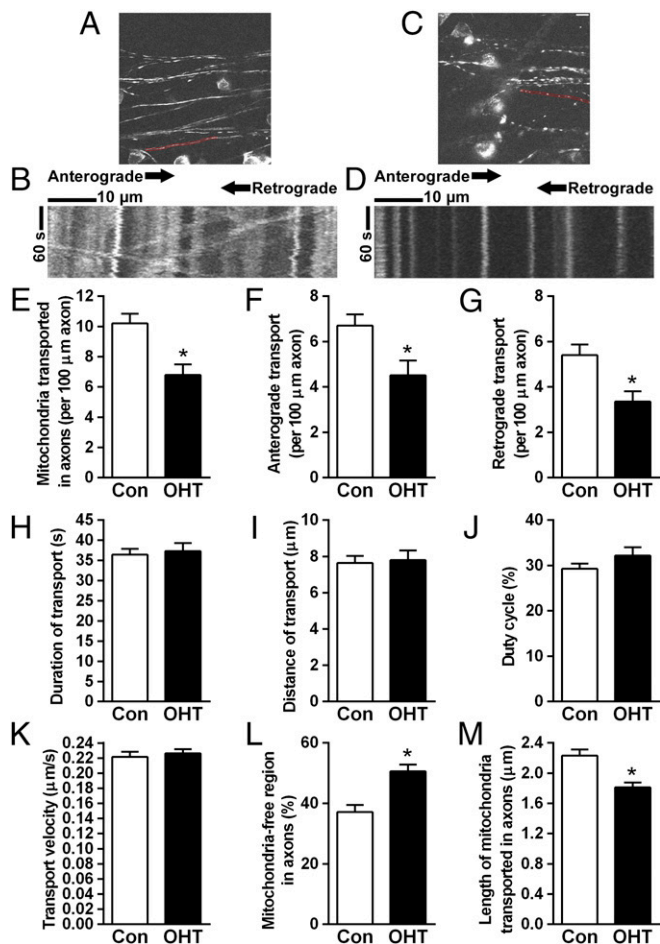 A
C
B
Anterograde
Retrograde
10 µm
60 s
D
Anterograde
Retrograde
10 µm
60 s
E
Mitochondria transported
in axons (per 100 µm axon)
12
10
8
6
4
2
0
*
Con OHT
F
Anterograde transport
(per 100 µm axon)
8
6
4
2
0
*
Con OHT
G
Retrograde transport
(per 100 µm axon)
8
6
4
2
0
*
Con OHT
H
Duration of transport (s)
45
40
35
30
25
20
15
10
5
0
Con OHT
I
Distance of transport (µm)
10
8
6
4
2
0
Con OHT
J
Duty cycle (%)
40
30
20
10
0
Con OHT
K
Transport velocity (µm/s)
0.24
0.22
0.20
0.18
0.16
0.14
0.12
0.10
0.08
0.06
0.04
0.02
0.00
Con OHT
L
Mitochondria-free region
in axons (%)
60
40
20
0
*
Con OHT
M
Length of mitochondria
transported in axons (µm)
2.4
2.0
1.6
1.2
0.8
0.4
0.0
*
Con OHT